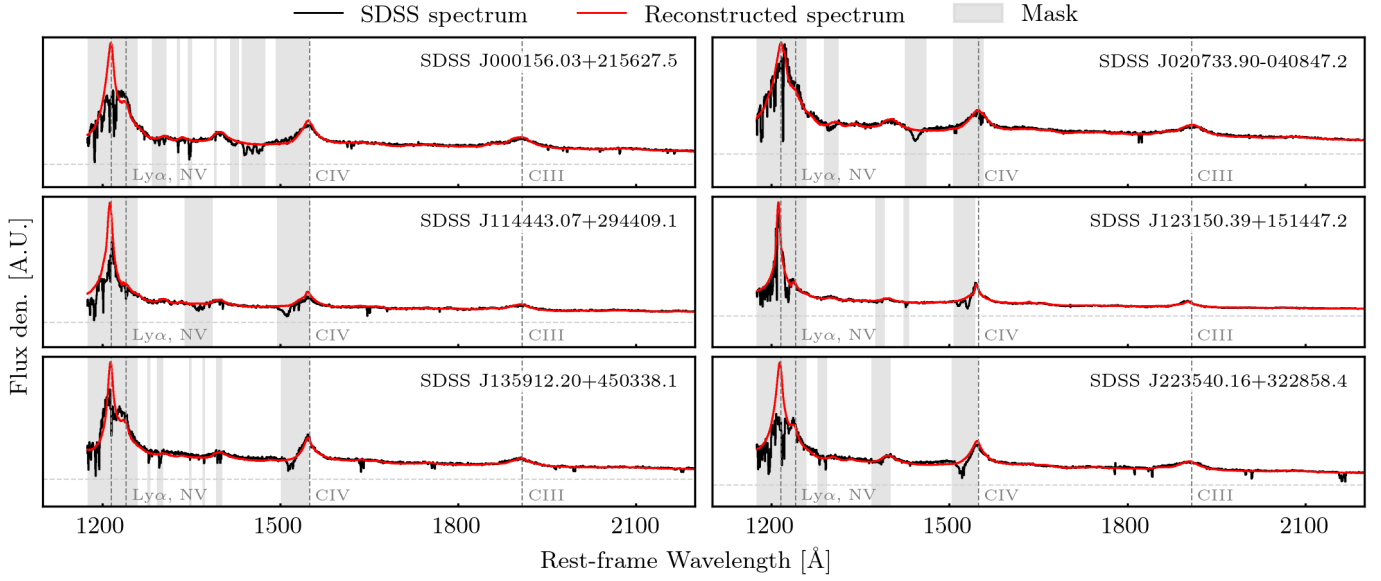 SDSS spectrum Reconstructed spectrum Mask
SDSS J000156.03+215627.5
Lyα, NV CIV CIII
SDSS J020733.90-040847.2
Lyα, NV CIV CIII
SDSS J114443.07+294409.1
Lyα, NV CIV CIII
SDSS J123150.39+151447.2
Lyα, NV CIV CIII
SDSS J135912.20+450338.1
Lyα, NV CIV CIII
SDSS J223540.16+322858.4
Lyα, NV CIV CIII
Flux den. [A.U.]
1200 1500 1800 2100
1200 1500 1800 2100
Rest-frame Wavelength [Å]